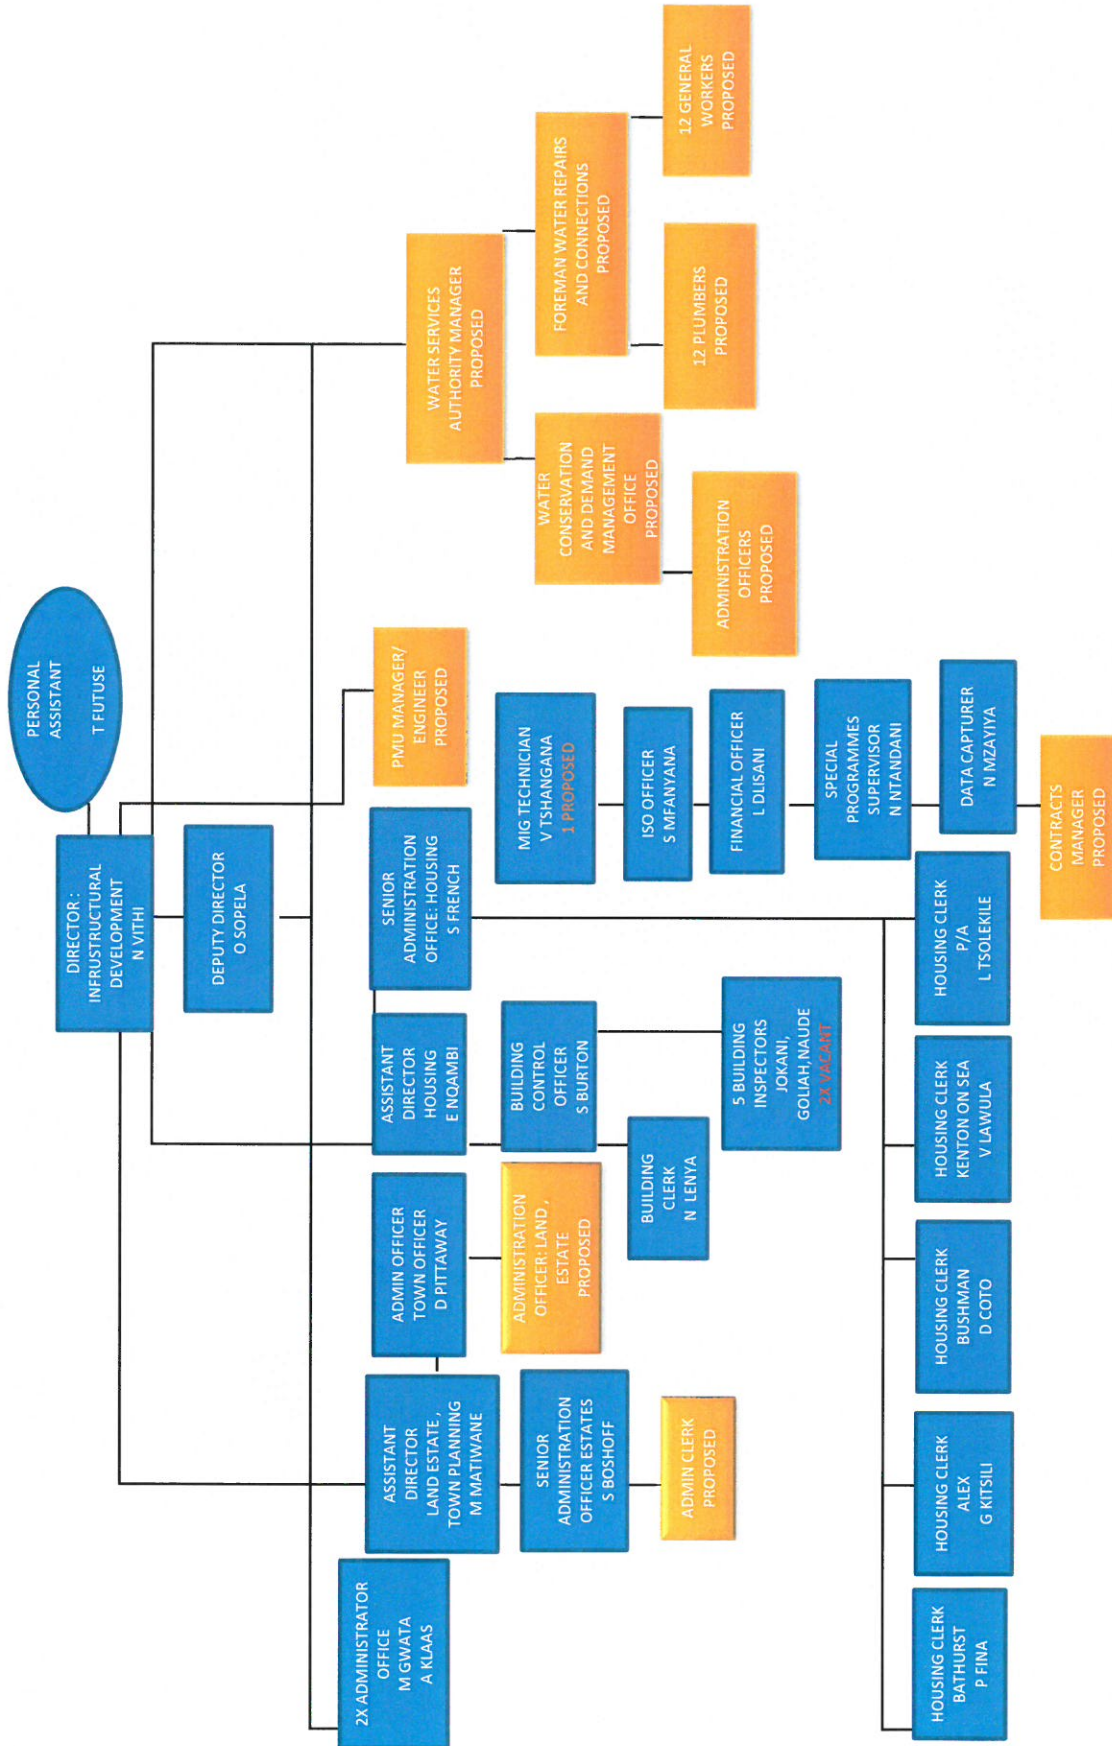 PERSONAL
ASSISTANT
T FUTUSE
DIRECTOR :
INFRUSTRUCTURAL
DEVELOPMENT
N VITHI
DEPUTY DIRECTOR
O SOPELA
2X ADMINISTRATOR
OFFICE
M GWATA
A KLAAS
ASSISTANT
DIRECTOR
LAND ESTATE ,
TOWN PLANNING
M MATIWANE
ADMIN OFFICER
TOWN OFFICER
D PITTAWAY
ASSISTANT
DIRECTOR
HOUSING
E NQAMBI
SENIOR
ADMINISTRATION
OFFICE: HOUSING
S FRENCH
PMU MANAGER/
ENGINEER
PROPOSED
WATER SERVICES
AUTHORITY MANAGER
PROPOSED
SENIOR
ADMINISTRATION
OFFICER ESTATES
S BOSHOFF
ADMINISTRATION
OFFICER: LAND ,
ESTATE
PROPOSED
BUILDING
CONTROL
OFFICER
S BURTON
MIG TECHNICIAN
V TSHANGANA
1 PROPOSED
WATER
CONSERVATION
AND DEMAND
MANAGEMENT
OFFICE
PROPOSED
FOREMAN WATER REPAIRS
AND CONNECTIONS
PROPOSED
ADMIN CLERK
PROPOSED
BUILDING
CLERK
N LENYA
ISO OFFICER
S MFANYANA
ADMINISTRATION
OFFICERS
PROPOSED
12 PLUMBERS
PROPOSED
12 GENERAL
WORKERS
PROPOSED
5 BUILDING
INSPECTORS
JOKANI,
GOLIAH,NAUDE
2X VACANT
FINANCIAL OFFICER
L DLISANI
SPECIAL
PROGRAMMES
SUPERVISOR
N NTANDANI
HOUSING CLERK
BATHURST
P FINA
HOUSING CLERK
ALEX
G KITSILI
HOUSING CLERK
BUSHMAN
D COTO
HOUSING CLERK
KENTON ON SEA
V LAWULA
HOUSING CLERK
P/A
L TSOLEKILE
DATA CAPTURER
N MZAYIYA
CONTRACTS
MANAGER
PROPOSED